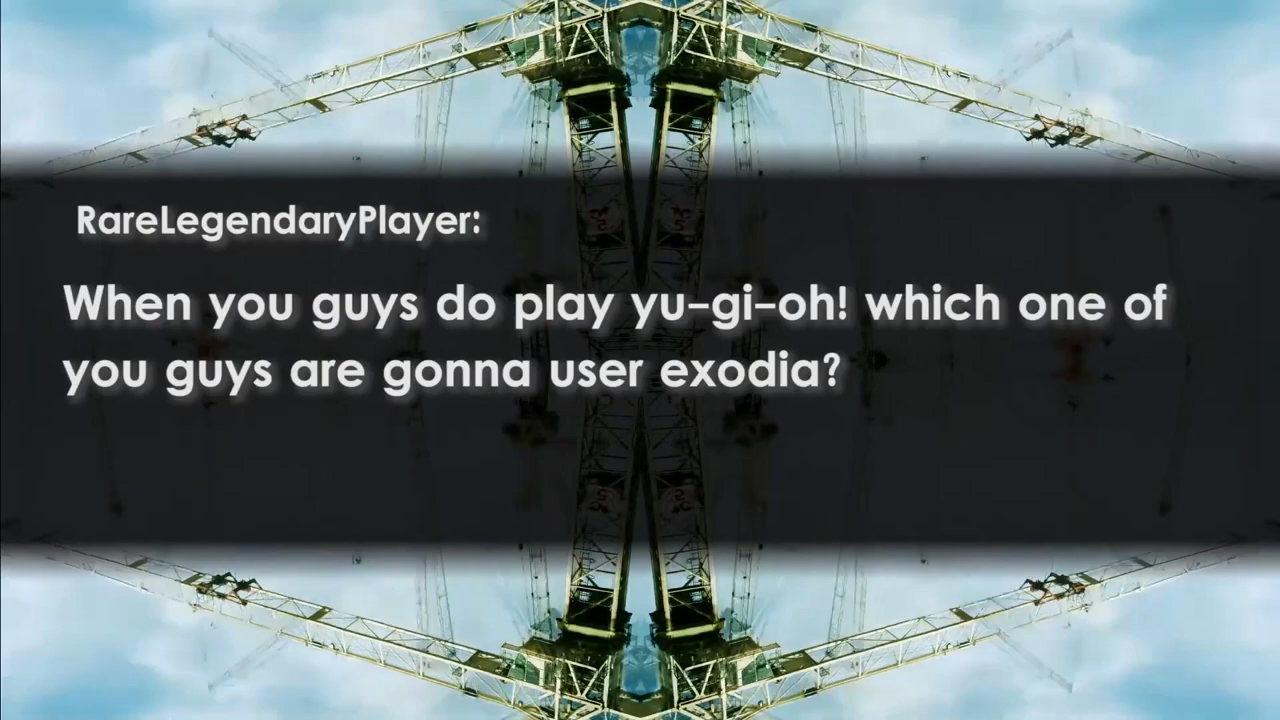 RareLegendaryPlayer:
When you guys do play yu-gi-oh! which one of
you guys are gonna user exodia?